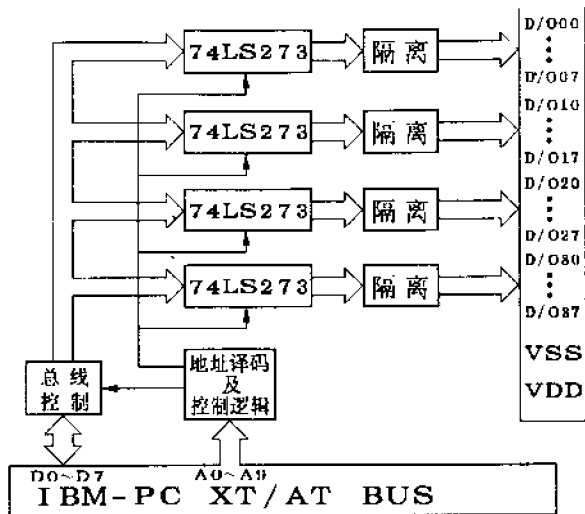 D/O00
74LS273
隔离
D/O07
D/O10
74LS273
隔离
D/O17
D/O20
74LS273
隔离
D/O27
D/O80
74LS273
隔离
D/O87
VSS
VDD
总线
控制
地址译码
及
控制逻辑
D0~D7
A0~A9
IBM-PC XT/AT BUS